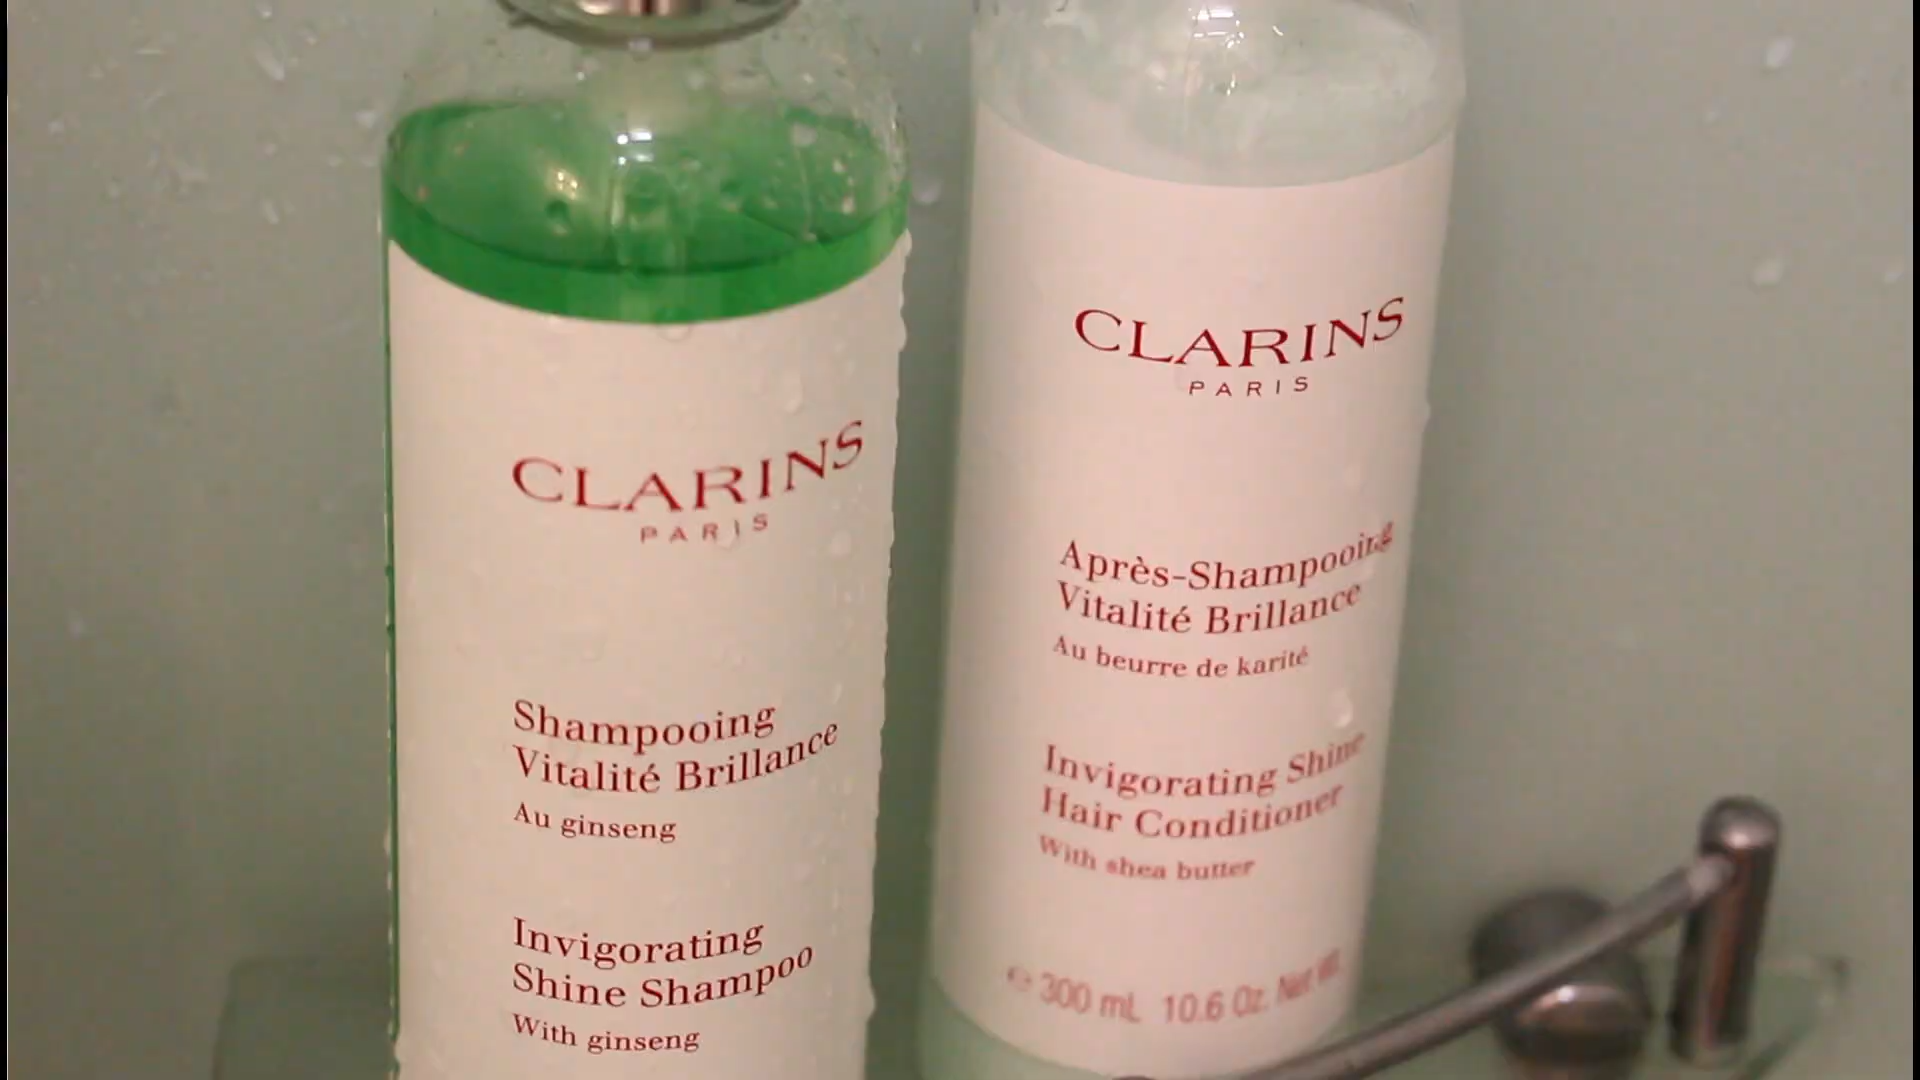 CLARINS
PARIS
Shampooing
Vitalité Brillance
Au ginseng
Invigorating
Shine Shampoo
With ginseng
CLARINS
PARIS
Après-Shampooing
Vitalité Brillance
Au beurre de karité
Invigorating Shine
Hair Conditioner
With shea butter
℮ 300 mL 10.6 Oz. Net Wt.